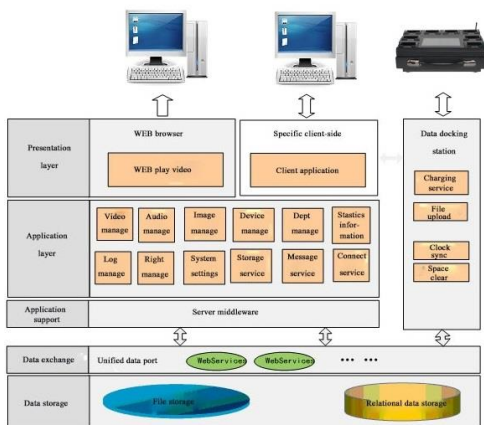 Presentation
layer
WEB browser
WEB play video
Specific client-side
Client application
Data docking
station
Charging
service
File
upload
Clock
sync
Space
clear
Application
layer
Video
manage
Audio
manage
Image
manage
Device
manage
Dept
manage
Stastics
infor-
mation
Log
manage
Right
manage
System
settings
Storage
service
Message
service
Connect
service
Application
support
Server middleware
Data exchange
Unified data port
WebServices
WebServices
... ...
Data storage
File storage
Relational data storage